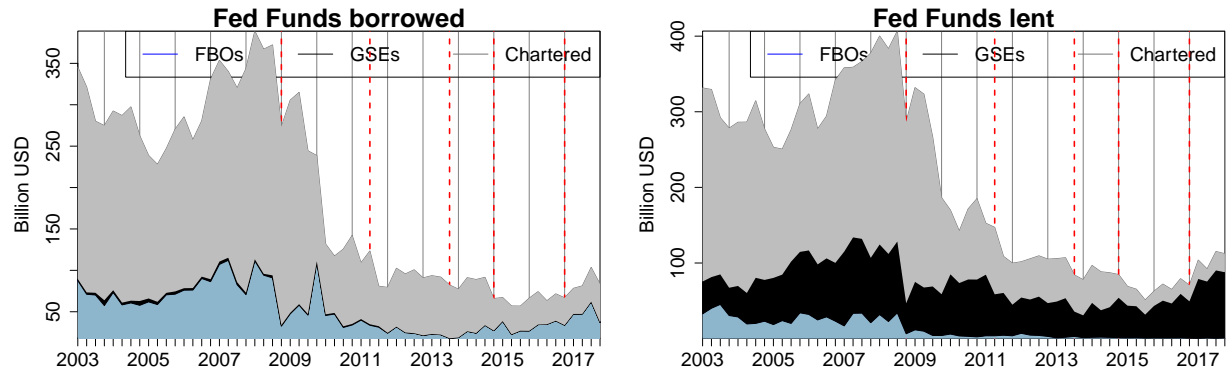 Fed Funds borrowed
FBOs GSEs Chartered
Billion USD
350
250
150
50
2003 2005 2007 2009 2011 2013 2015 2017
Fed Funds lent
FBOs GSEs Chartered
Billion USD
400
300
200
100
2003 2005 2007 2009 2011 2013 2015 2017